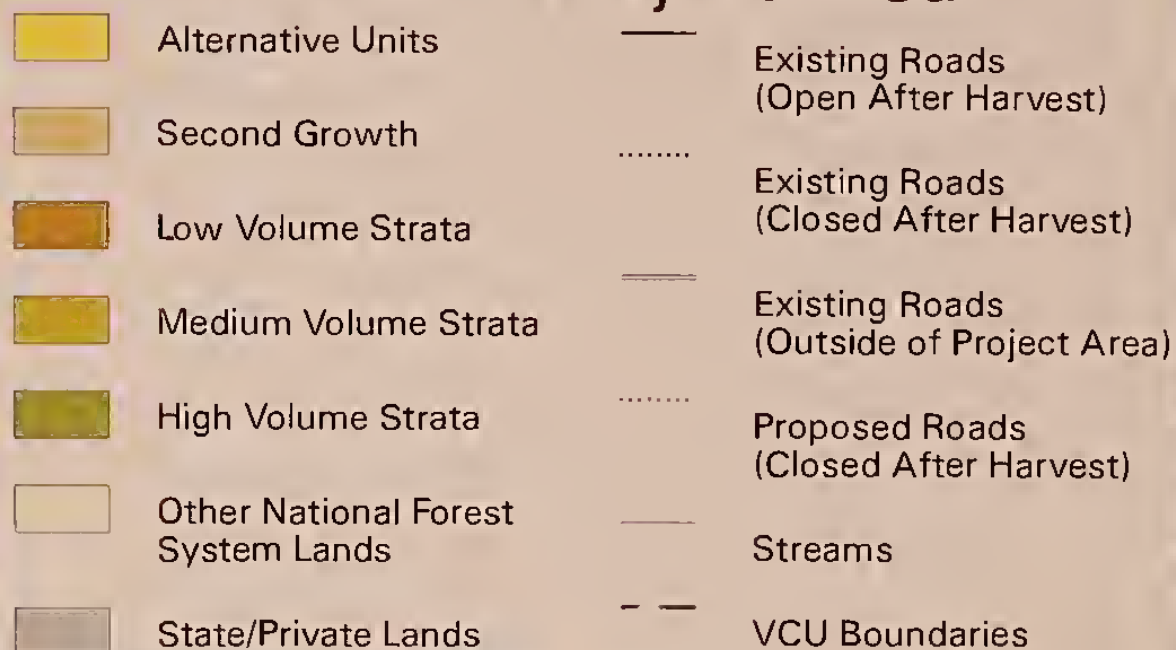 Alternative Units
Second Growth
Low Volume Strata
Medium Volume Strata
High Volume Strata
Other National Forest
System Lands
State/Private Lands
Existing Roads
(Open After Harvest)
Existing Roads
(Closed After Harvest)
Existing Roads
(Outside of Project Area)
Proposed Roads
(Closed After Harvest)
Streams
VCU Boundaries